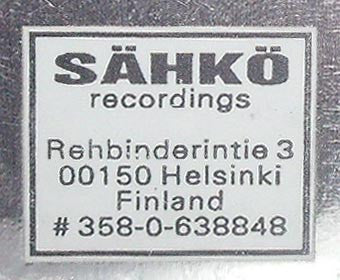 SÄHKÖ
recordings
Rehbinderintie 3
00150 Helsinki
Finland
# 358-0-638848